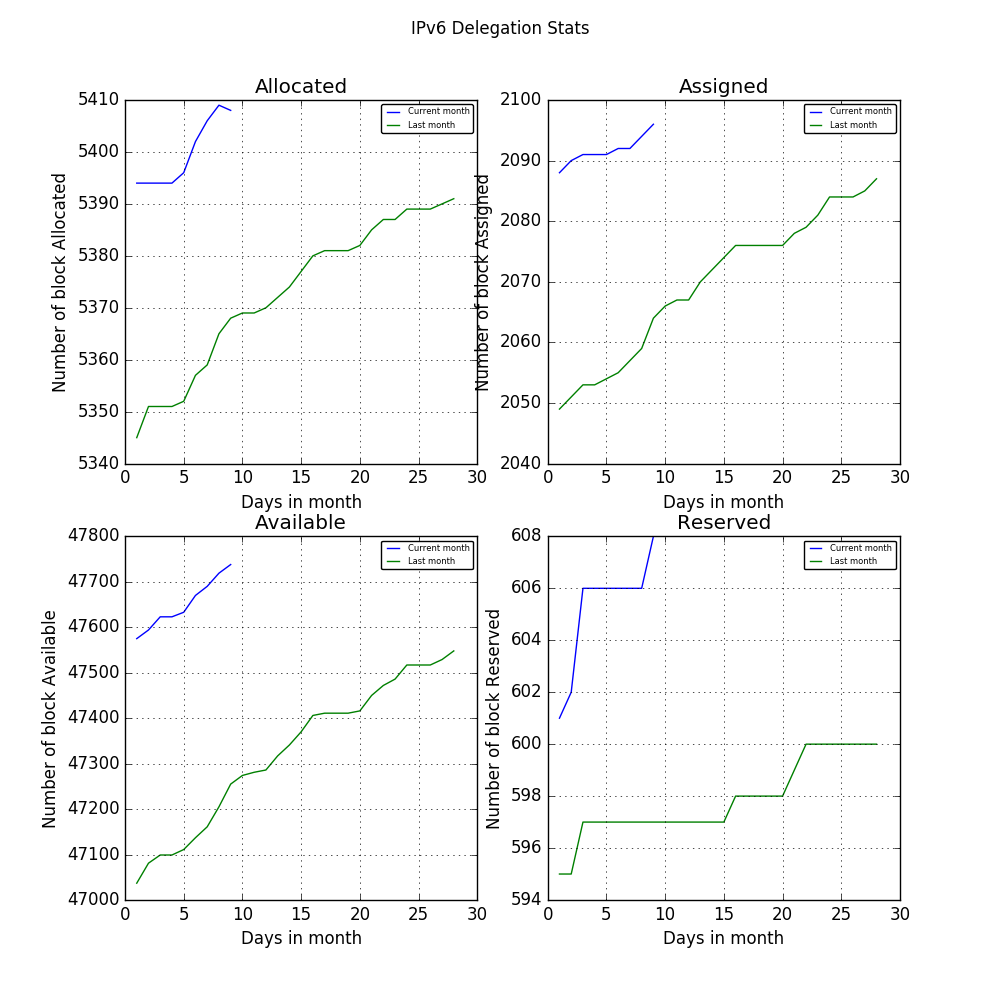 IPv6 Delegation Stats
Allocated
Number of block Allocated
5410
5400
5390
5380
5370
5360
5350
5340
Current month
Last month
0 5 10 15 20 25 30
Days in month
Assigned
Number of block Assigned
2100
2090
2080
2070
2060
2050
2040
Current month
Last month
0 5 10 15 20 25 30
Days in month
Available
Number of block Available
47800
47700
47600
47500
47400
47300
47200
47100
47000
Current month
Last month
0 5 10 15 20 25 30
Days in month
Reserved
Number of block Reserved
608
606
604
602
600
598
596
594
Current month
Last month
0 5 10 15 20 25 30
Days in month